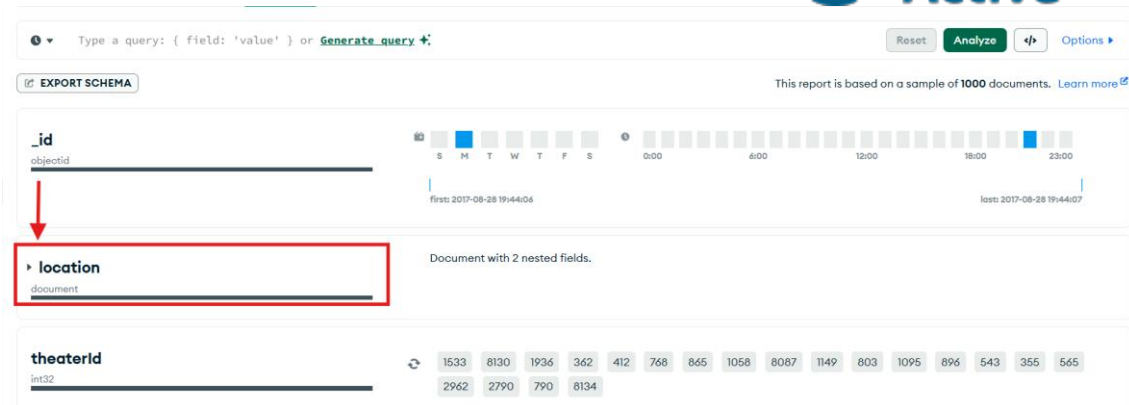 Type a query: { field: 'value' } or Generate query
Reset
Analyze
</>
Options
EXPORT SCHEMA
This report is based on a sample of 1000 documents. Learn more
_id
objectid
S M T W T F S
0:00 6:00 12:00 18:00 23:00
first: 2017-08-28 19:44:06
last: 2017-08-28 19:44:07
location
document
Document with 2 nested fields.
theaterId
int32
1533 8130 1936 362 412 768 865 1058 8087 1149 803 1095 896 543 355 565
2962 2790 790 8134